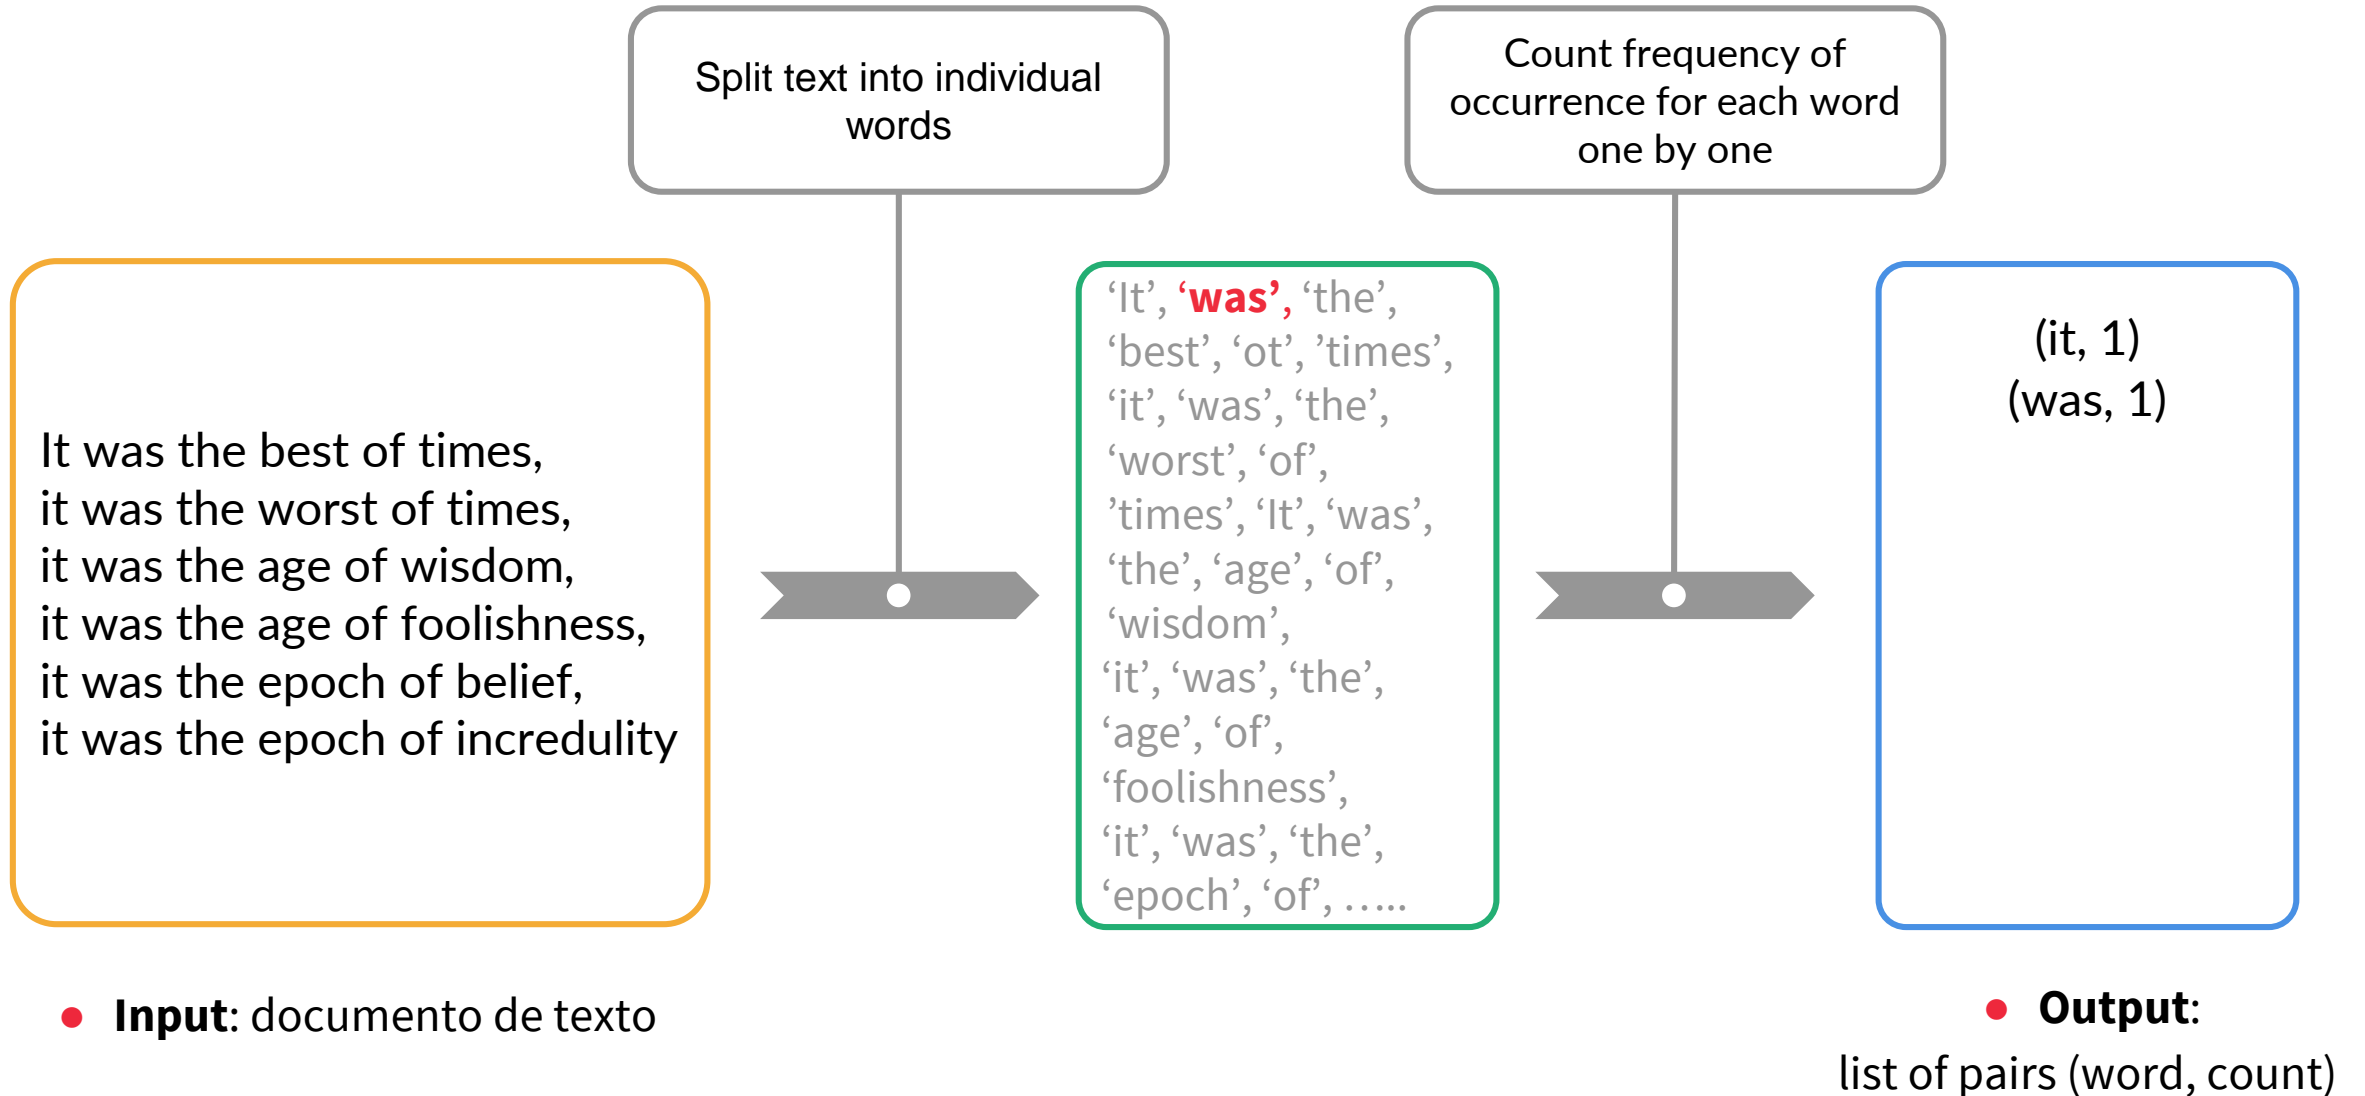 Split text into individual
words
Count frequency of
occurrence for each word
one by one
It was the best of times,
it was the worst of times,
it was the age of wisdom,
it was the age of foolishness,
it was the epoch of belief,
it was the epoch of incredulity
‘It’, ‘was’, ‘the’,
‘best’, ‘ot’, ’times’,
‘it’, ‘was’, ‘the’,
‘worst’, ‘of’,
’times’, ‘It’, ‘was’,
‘the’, ‘age’, ‘of’,
‘wisdom’,
‘it’, ‘was’, ‘the’,
‘age’, ‘of’,
‘foolishness’,
‘it’, ‘was’, ‘the’,
‘epoch’, ‘of’, …..
(it, 1)
(was, 1)
● Input: documento de texto
● Output:
list of pairs (word, count)